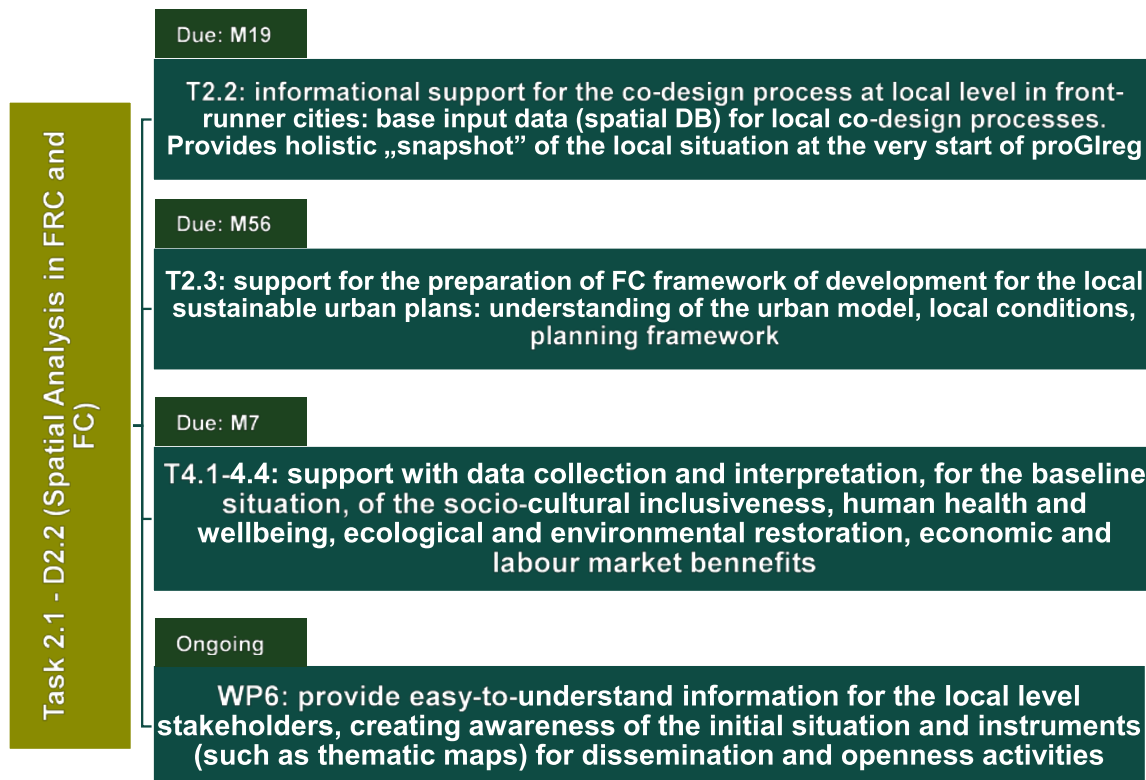 Task 2.1 - D2.2 (Spatial Analysis in FRC and
FC)
Due: M19
T2.2: informational support for the co-design process at local level in front-
runner cities: base input data (spatial DB) for local co-design processes.
Provides holistic „snapshot” of the local situation at the very start of proGIreg
Due: M56
T2.3: support for the preparation of FC framework of development for the local
sustainable urban plans: understanding of the urban model, local conditions,
planning framework
Due: M7
T4.1-4.4: support with data collection and interpretation, for the baseline
situation, of the socio-cultural inclusiveness, human health and
wellbeing, ecological and environmental restoration, economic and
labour market bennefits
Ongoing
WP6: provide easy-to-understand information for the local level
stakeholders, creating awareness of the initial situation and instruments
(such as thematic maps) for dissemination and openness activities